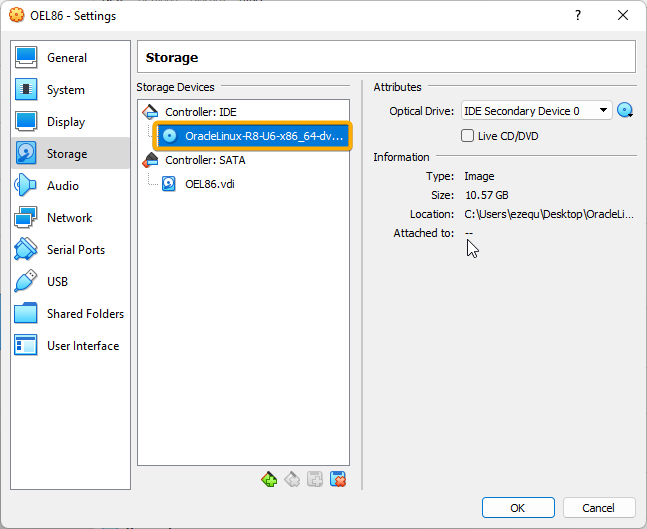 OEL86 - Settings
?
General
System
Display
Storage
Audio
Network
Serial Ports
USB
Shared Folders
User Interface
Storage
Storage Devices
Controller: IDE
OracleLinux-R8-U6-x86_64-dv...
Controller: SATA
OEL86.vdi
Attributes
Optical Drive: IDE Secondary Device 0
Live CD/DVD
Information
Type: Image
Size: 10.57 GB
Location: C:\Users\ezequ\Desktop\OracleLi...
Attached to: --
OK
Cancel